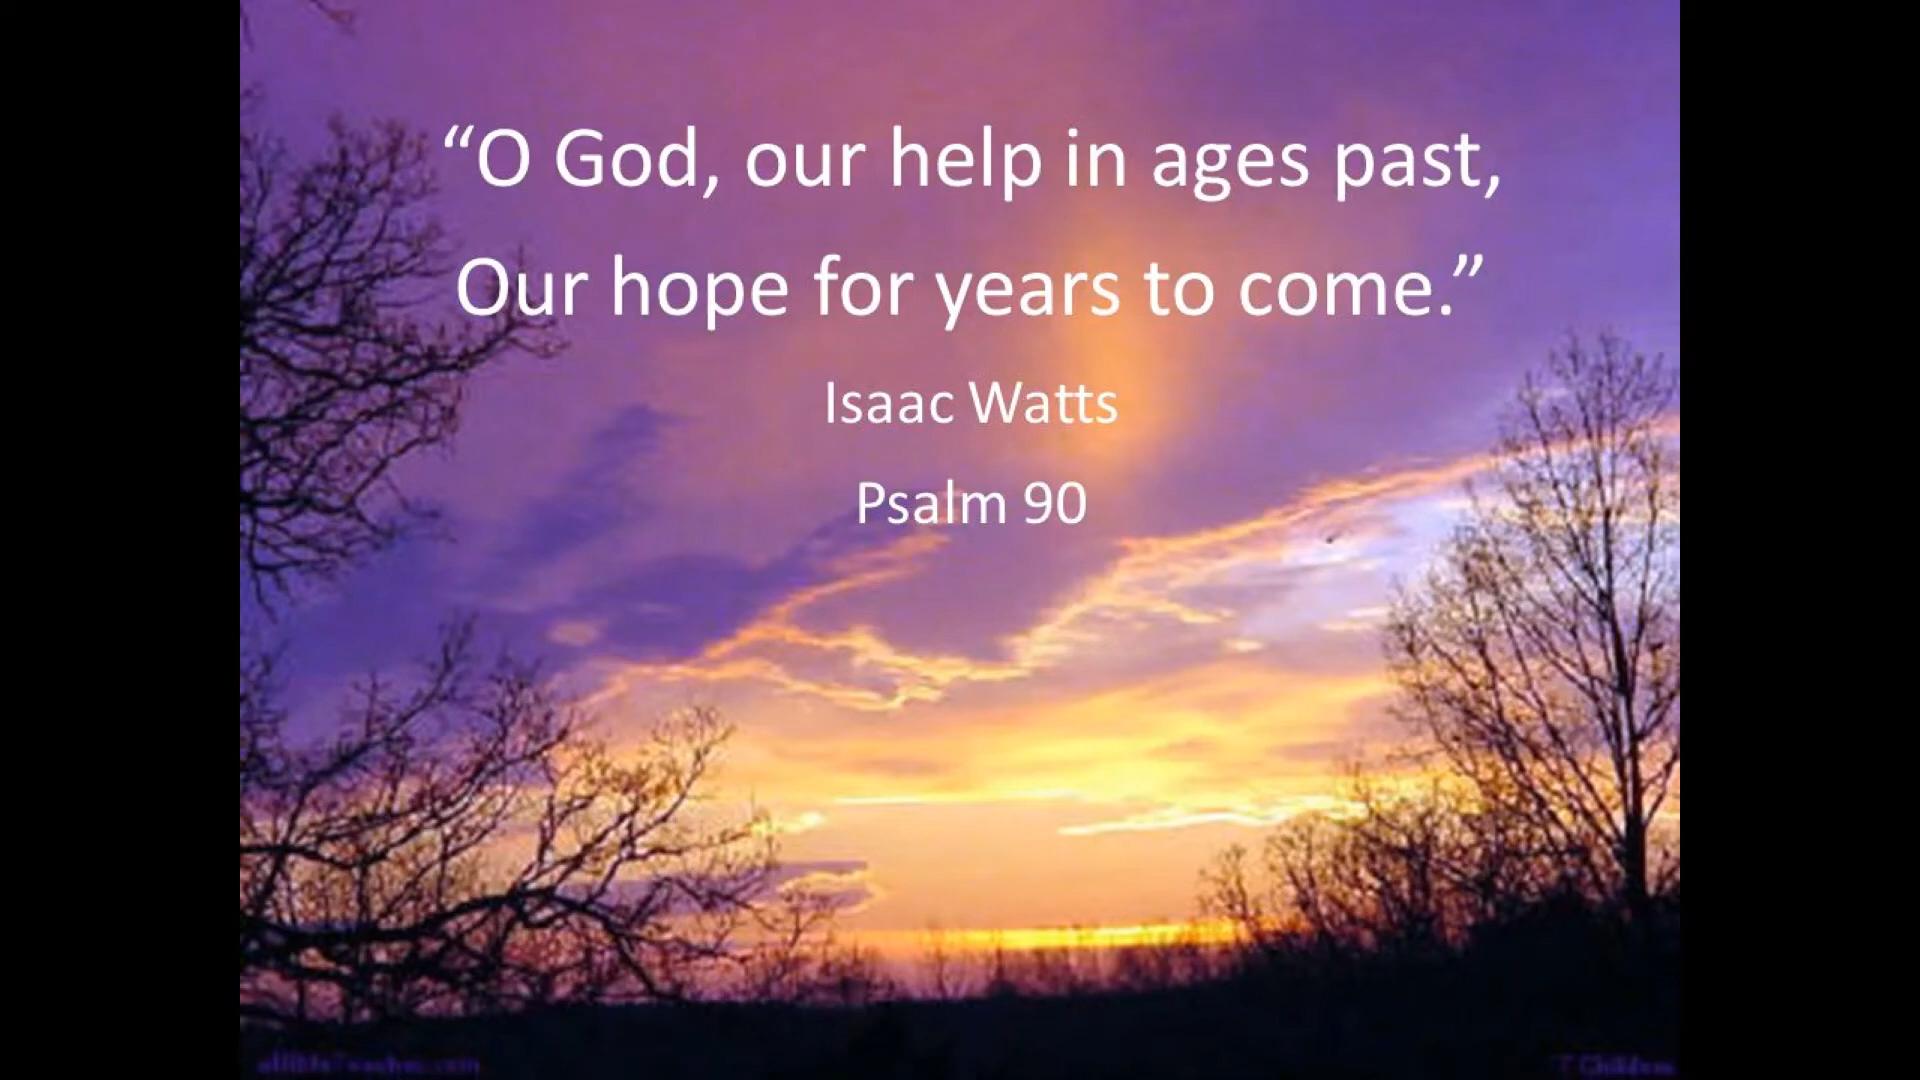 “O God, our help in ages past,
Our hope for years to come.”
Isaac Watts
Psalm 90